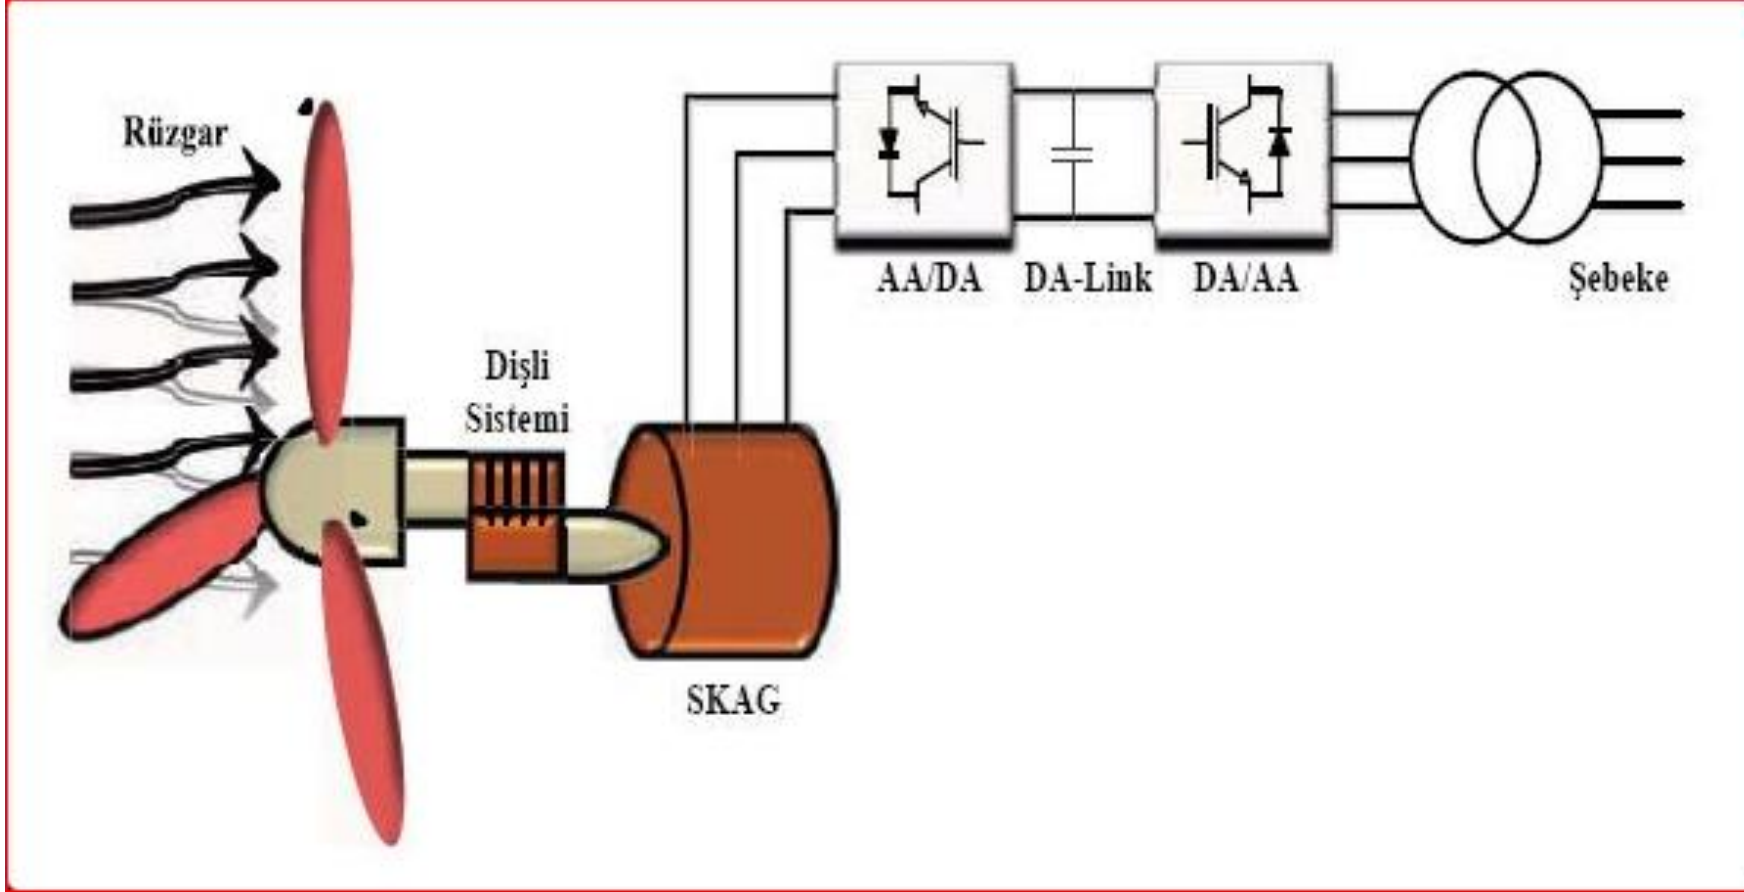 Rüzgar
AA/DA
DA-Link
DA/AA
Şebeke
Dişli
Sistemi
SKAG